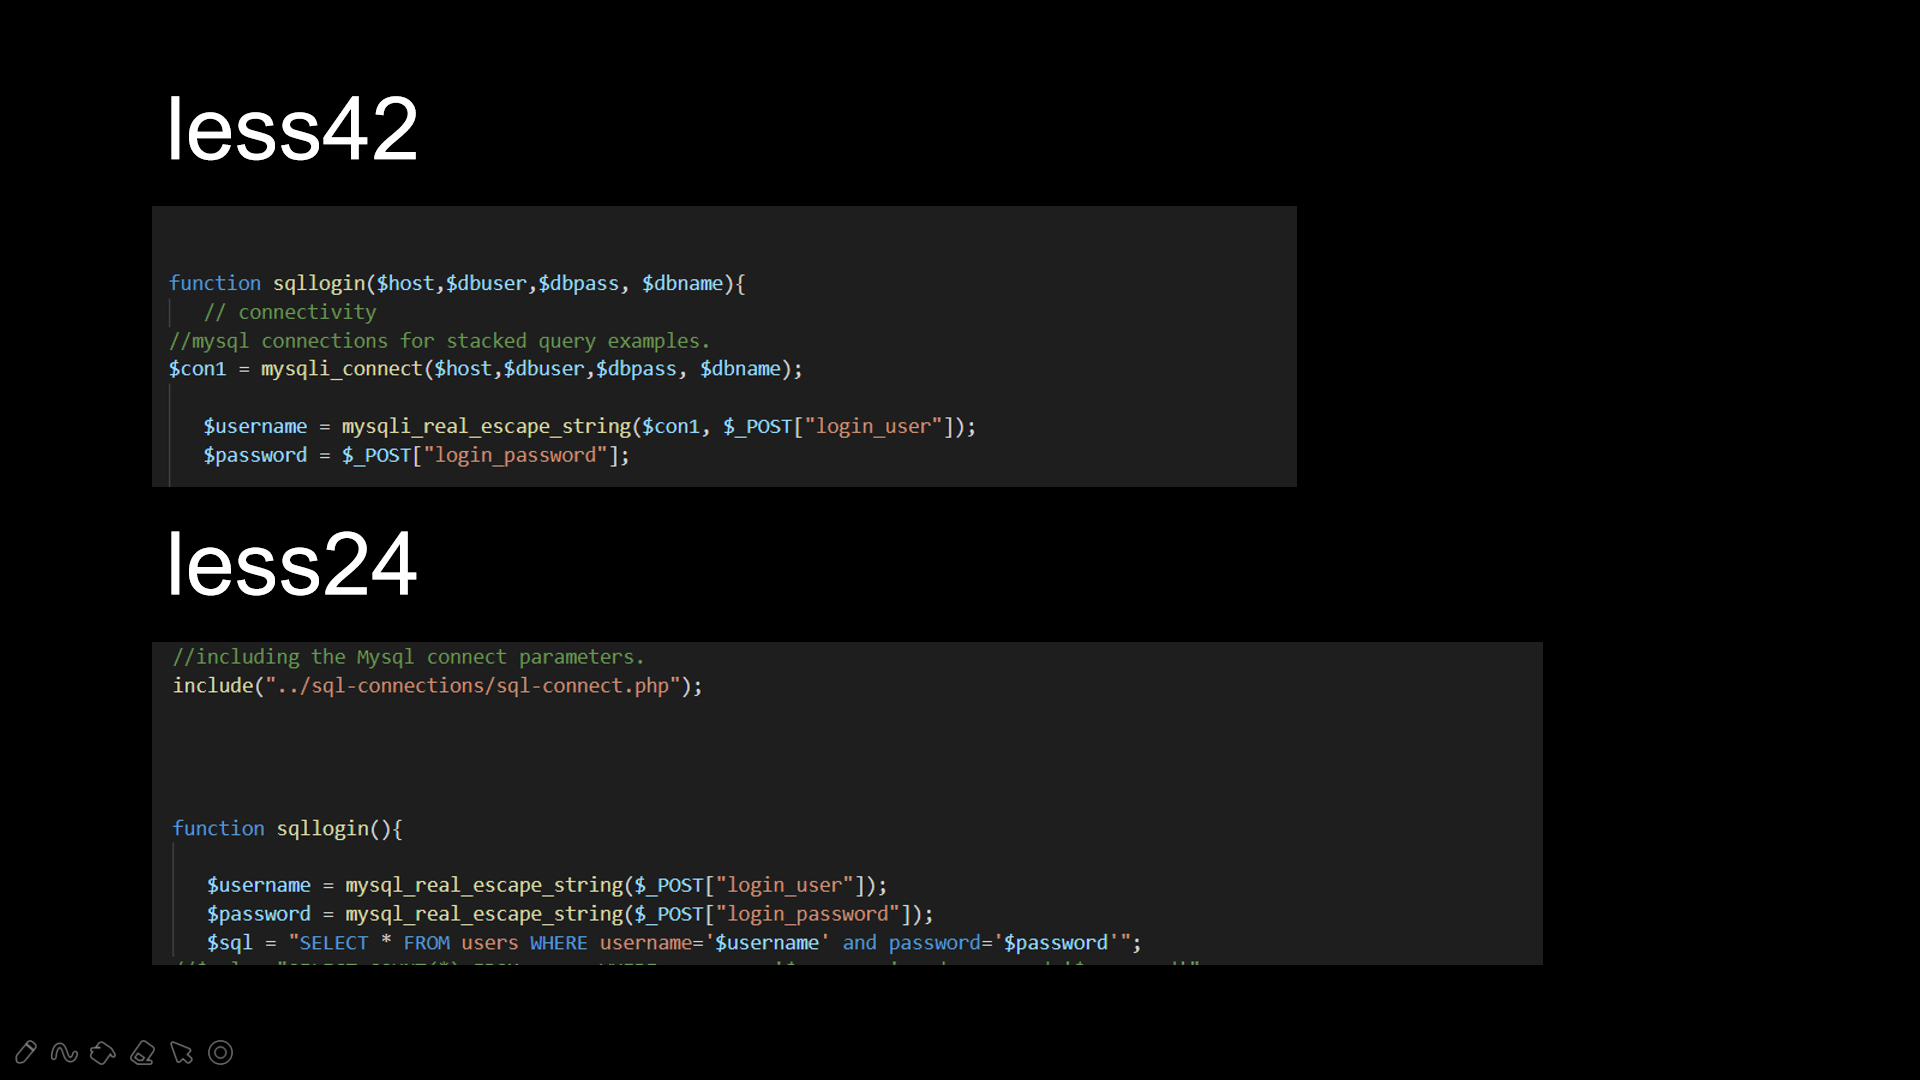 less42
function sqllogin($host,$dbuser,$dbpass, $dbname){
// connectivity
//mysql connections for stacked query examples.
$con1 = mysqli_connect($host,$dbuser,$dbpass, $dbname);
$username = mysqli_real_escape_string($con1, $_POST["login_user"]);
$password = $_POST["login_password"];
less24
//including the Mysql connect parameters.
include("../sql-connections/sql-connect.php");
function sqllogin(){
$username = mysql_real_escape_string($_POST["login_user"]);
$password = mysql_real_escape_string($_POST["login_password"]);
$sql = "SELECT * FROM users WHERE username='$username' and password='$password'";